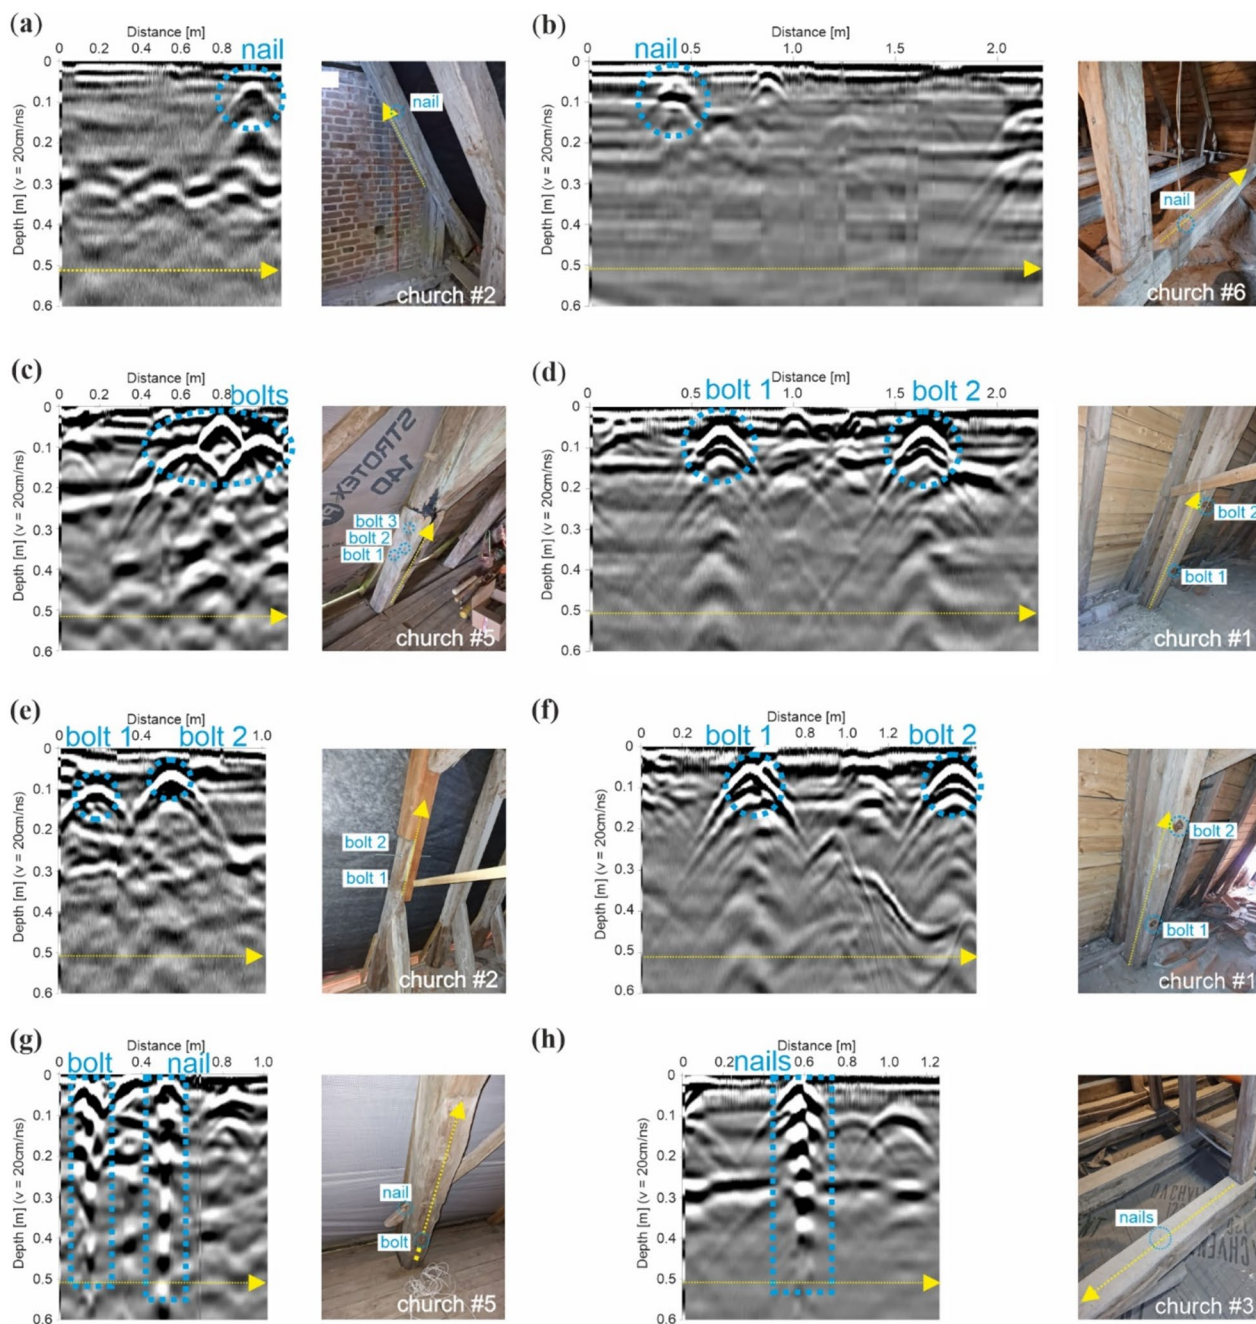 (a)
Distance [m]
0 0.2 0.4 0.8
nail
0
0.1
0.2
0.3
0.4
0.5
0.6
Depth [m] (v = 20cm/ns)
nail
church #2
(b)
Distance [m]
0 0.5 1.0 2.0
nail
0
0.1
0.2
0.3
0.4
0.5
0.6
Depth [m] (v = 20cm/ns)
nail
church #6
(c)
Distance [m]
0 0.2 0.4 0.6 0.8
bolts
0
0.1
0.2
0.3
0.4
0.5
0.6
Depth [m] (v = 20cm/ns)
STROTEX
140
bolt 3
bolt 2
bolt 1
church #5
(d)
Distance [m]
0 0.5 1.0 1.5 2.0
bolt 1 bolt 2
0
0.1
0.2
0.3
0.4
0.5
0.6
Depth [m] (v = 20cm/ns)
bolt 2
bolt 1
church #1
(e)
Distance [m]
0 0.4 1.0
bolt 1 bolt 2
0
0.1
0.2
0.3
0.4
0.5
0.6
Depth [m] (v = 20cm/ns)
bolt 2
bolt 1
church #2
(f)
Distance [m]
0 0.2 0.8 1.0 1.2
bolt 1 bolt 2
0
0.1
0.2
0.3
0.4
0.5
0.6
Depth [m] (v = 20cm/ns)
bolt 2
bolt 1
church #1
(g)
Distance [m]
0 0.4 0.8 1.0
bolt nail
0
0.1
0.2
0.3
0.4
0.5
0.6
Depth [m] (v = 20cm/ns)
nail
bolt
church #5
(h)
Distance [m]
0 0.2 0.6 0.8 1.0 1.2
nails
0
0.1
0.2
0.3
0.4
0.5
0.6
Depth [m] (v = 20cm/ns)
nails
church #3